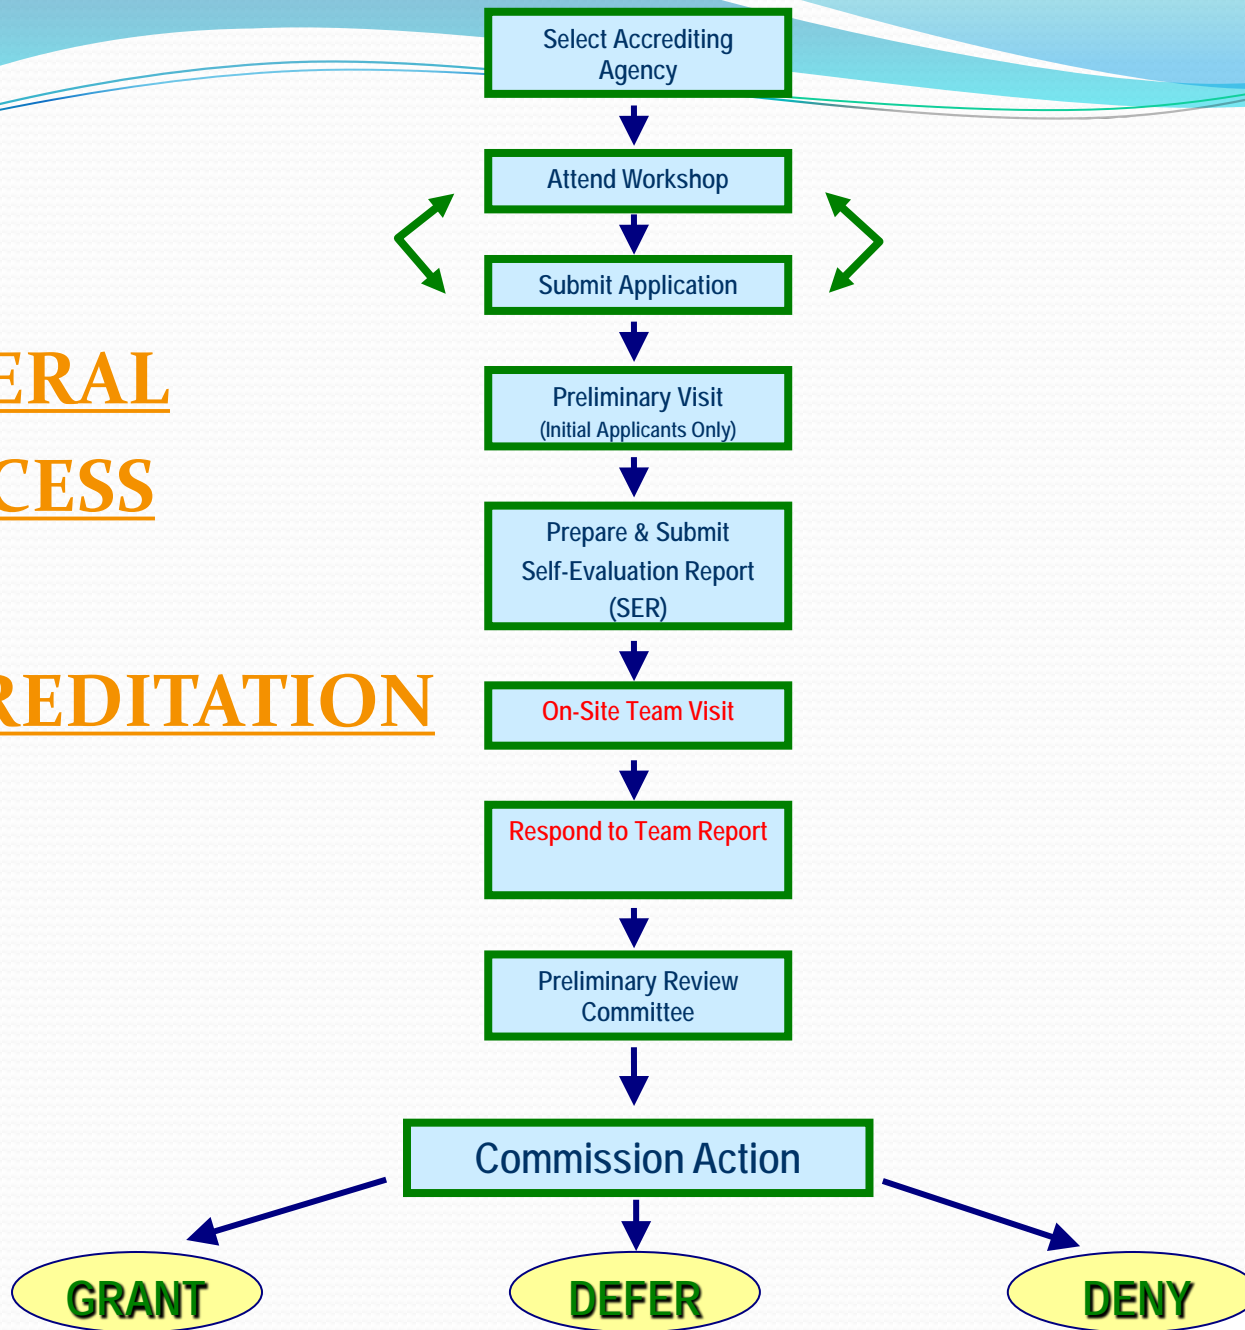 Select Accrediting
Agency
Attend Workshop
Submit Application
ERAL
CESS
Preliminary Visit
(Initial Applicants Only)
Prepare & Submit
Self-Evaluation Report
(SER)
REDITATION
On-Site Team Visit
Respond to Team Report
Preliminary Review
Committee
Commission Action
GRANT
DEFER
DENY